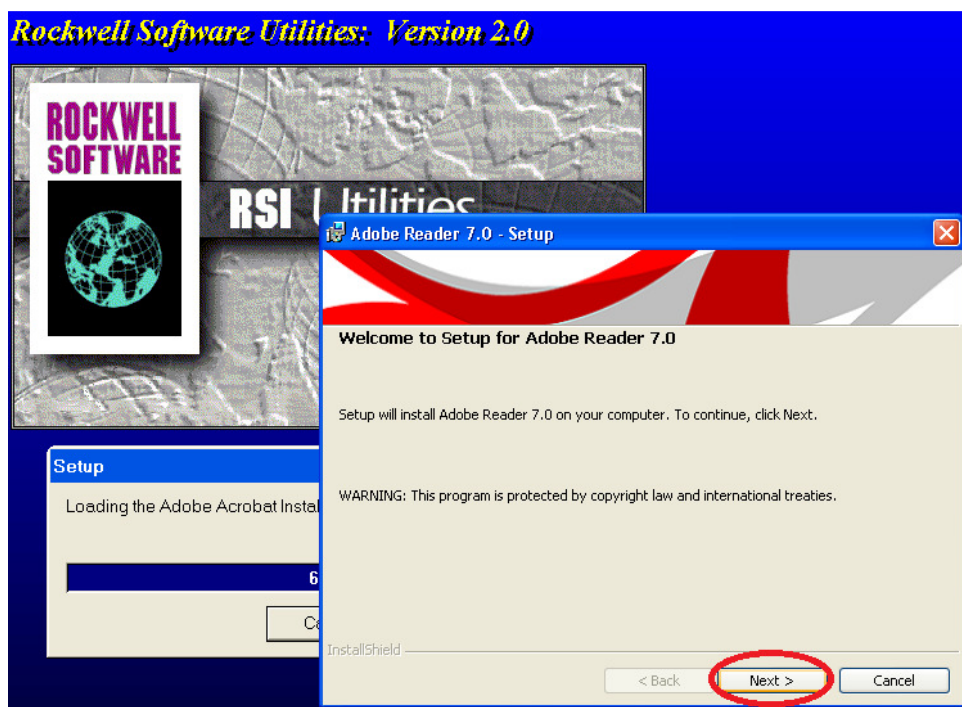 Rockwell Software Utilities: Version 2.0
ROCKWELL
SOFTWARE
RSI Utilities
Adobe Reader 7.0 - Setup
Welcome to Setup for Adobe Reader 7.0
Setup will install Adobe Reader 7.0 on your computer. To continue, click Next.
WARNING: This program is protected by copyright law and international treaties.
Setup
Loading the Adobe Acrobat Instal
6
Ca
InstallShield
< Back
Next >
Cancel